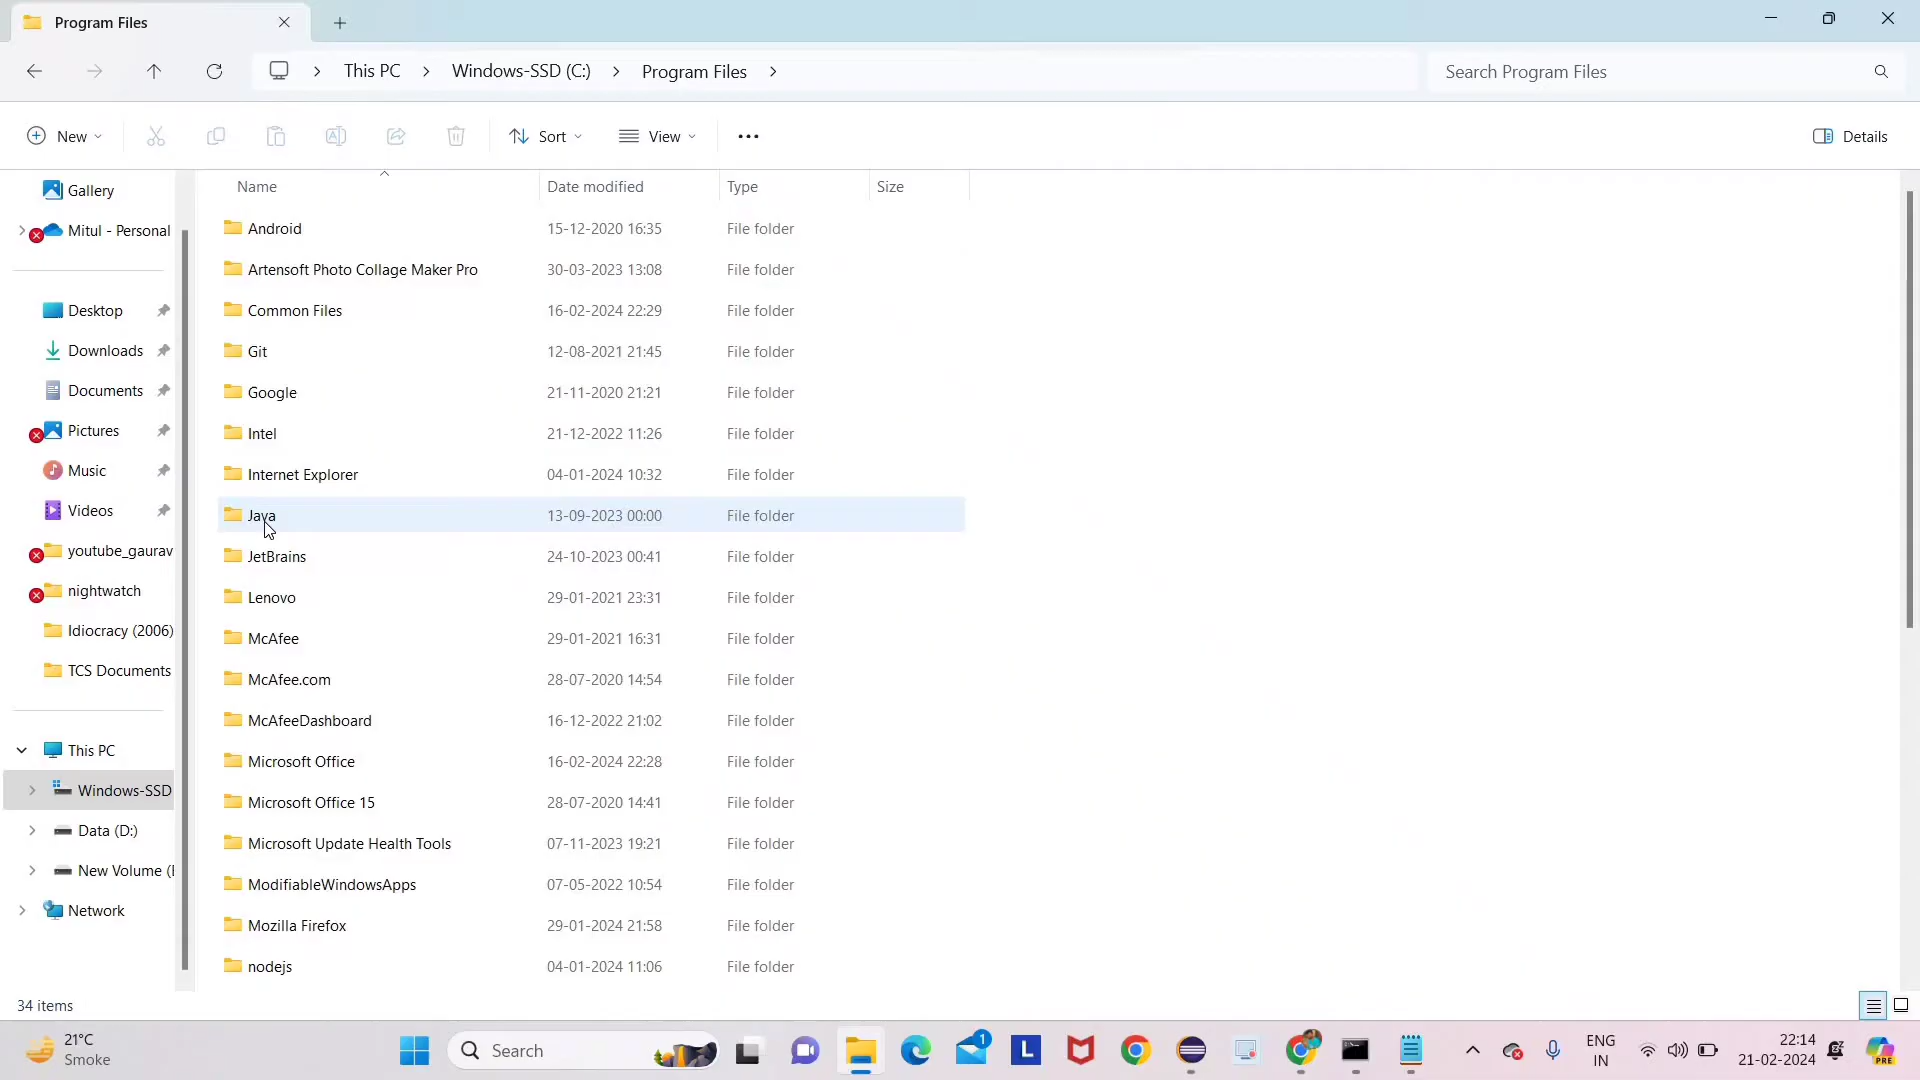 Program Files
This PC > Windows-SSD (C:) > Program Files >
Search Program Files
New
Sort
View
Details
Gallery
Mitul - Personal
Desktop
Downloads
Documents
Pictures
Music
Videos
youtube_gaurav
nightwatch
Idiocracy (2006)
TCS Documents
This PC
Windows-SSD
Data (D:)
New Volume (
Network
Name Date modified Type Size
Android 15-12-2020 16:35 File folder
Artensoft Photo Collage Maker Pro 30-03-2023 13:08 File folder
Common Files 16-02-2024 22:29 File folder
Git 12-08-2021 21:45 File folder
Google 21-11-2020 21:21 File folder
Intel 21-12-2022 11:26 File folder
Internet Explorer 04-01-2024 10:32 File folder
Java 13-09-2023 00:00 File folder
JetBrains 24-10-2023 00:41 File folder
Lenovo 29-01-2021 23:31 File folder
McAfee 29-01-2021 16:31 File folder
McAfee.com 28-07-2020 14:54 File folder
McAfeeDashboard 16-12-2022 21:02 File folder
Microsoft Office 16-02-2024 22:28 File folder
Microsoft Office 15 28-07-2020 14:41 File folder
Microsoft Update Health Tools 07-11-2023 19:21 File folder
ModifiableWindowsApps 07-05-2022 10:54 File folder
Mozilla Firefox 29-01-2024 21:58 File folder
nodejs 04-01-2024 11:06 File folder
34 items
21°C
Smoke
Search
1
L
ENG
IN
22:14
21-02-2024
PRE